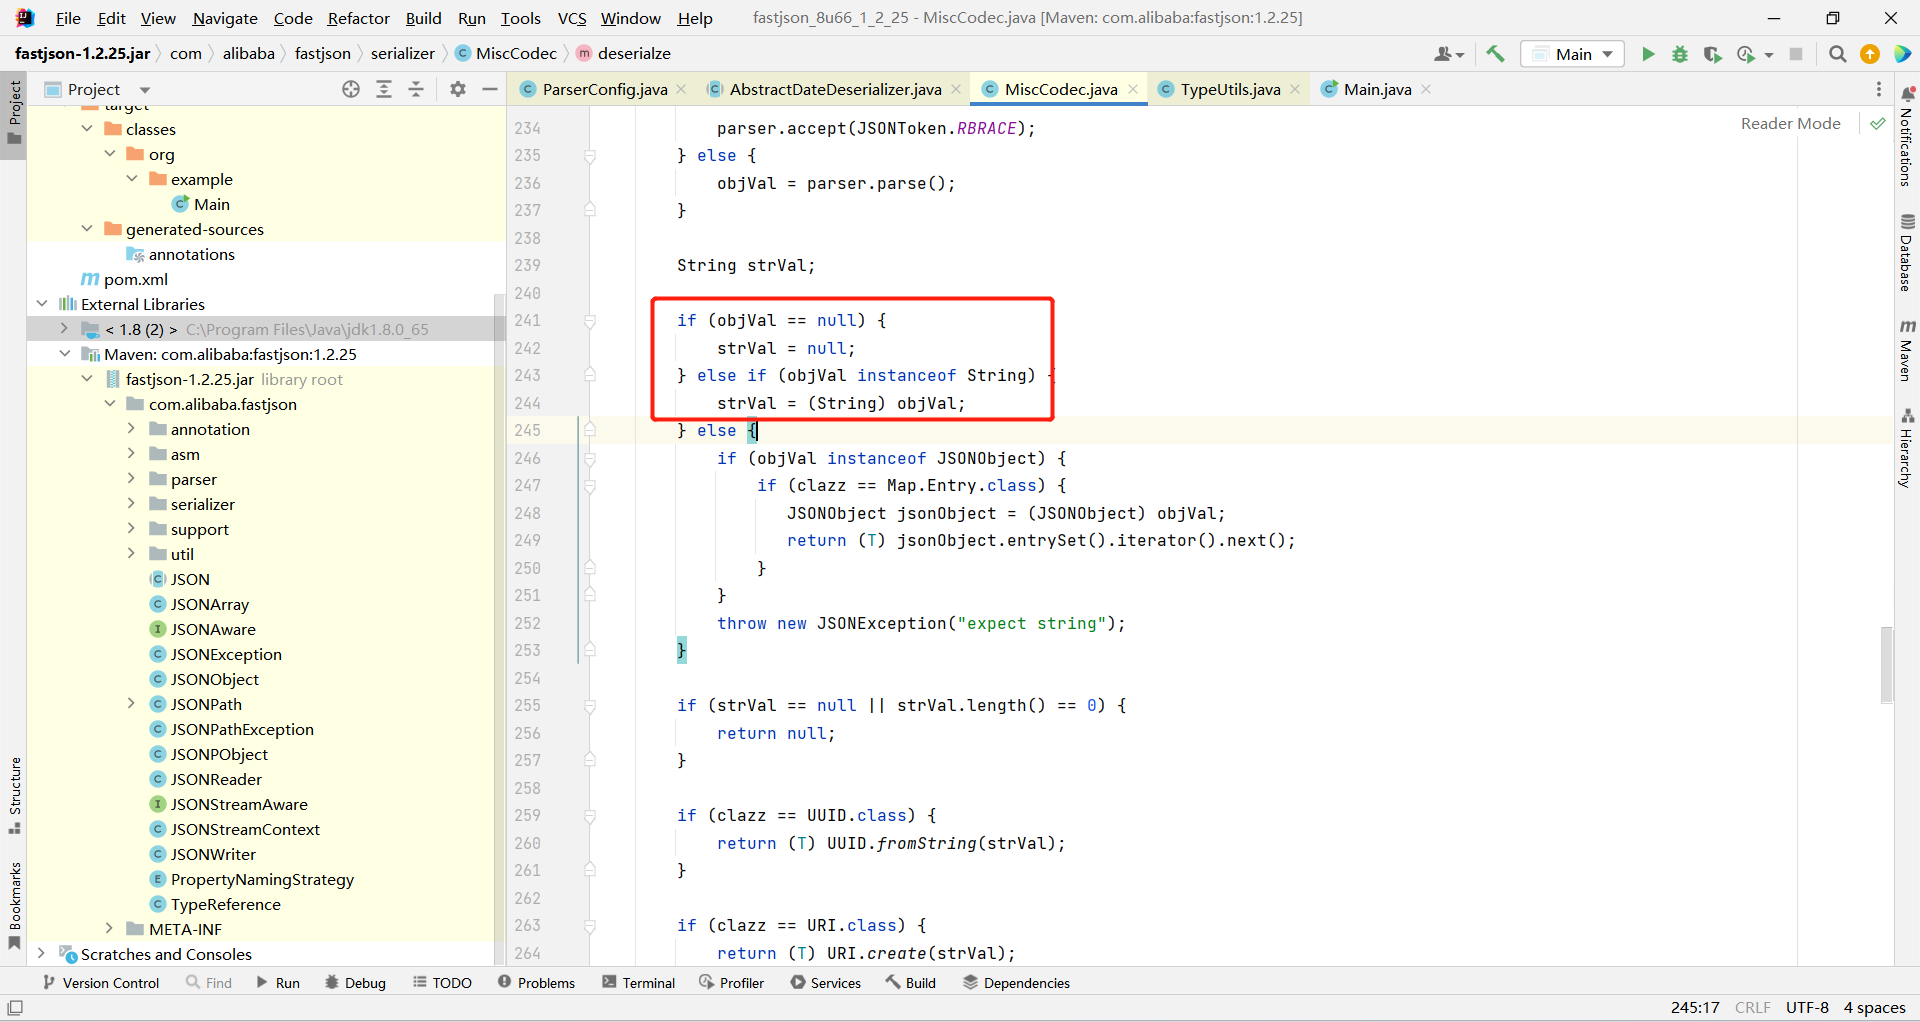 File Edit View Navigate Code Refactor Build Run Tools VCS Window Help fastjson_8u66_1_2_25 - MiscCodec.java [Maven: com.alibaba:fastjson:1.2.25]
fastjson-1.2.25.jar com alibaba fastjson serializer MiscCodec deserialze Main
Project
ParserConfig.java AbstractDateDeserializer.java MiscCodec.java TypeUtils.java Main.java
Reader Mode
target
classes
org
example
Main
generated-sources
annotations
pom.xml
External Libraries
< 1.8 (2) > C:\Program Files\Java\jdk1.8.0_65
Maven: com.alibaba:fastjson:1.2.25
fastjson-1.2.25.jar library root
com.alibaba.fastjson
annotation
asm
parser
serializer
support
util
JSON
JSONArray
JSONAware
JSONException
JSONObject
JSONPath
JSONPathException
JSONPObject
JSONReader
JSONStreamAware
JSONStreamContext
JSONWriter
PropertyNamingStrategy
TypeReference
META-INF
Scratches and Consoles
234 parser.accept(JSONToken.RBRACE);
235 } else {
236 objVal = parser.parse();
237 }
238
239 String strVal;
240
241 if (objVal == null) {
242 strVal = null;
243 } else if (objVal instanceof String) {
244 strVal = (String) objVal;
245 } else {
246 if (objVal instanceof JSONObject) {
247 if (clazz == Map.Entry.class) {
248 JSONObject jsonObject = (JSONObject) objVal;
249 return (T) jsonObject.entrySet().iterator().next();
250 }
251 }
252 throw new JSONException("expect string");
253 }
254
255 if (strVal == null || strVal.length() == 0) {
256 return null;
257 }
258
259 if (clazz == UUID.class) {
260 return (T) UUID.fromString(strVal);
261 }
262
263 if (clazz == URI.class) {
264 return (T) URI.create(strVal);
Project
Structure
Bookmarks
Notifications
Database
Maven
Hierarchy
Version Control Find Run Debug TODO Problems Terminal Profiler Services Build Dependencies
245:17 CRLF UTF-8 4 spaces